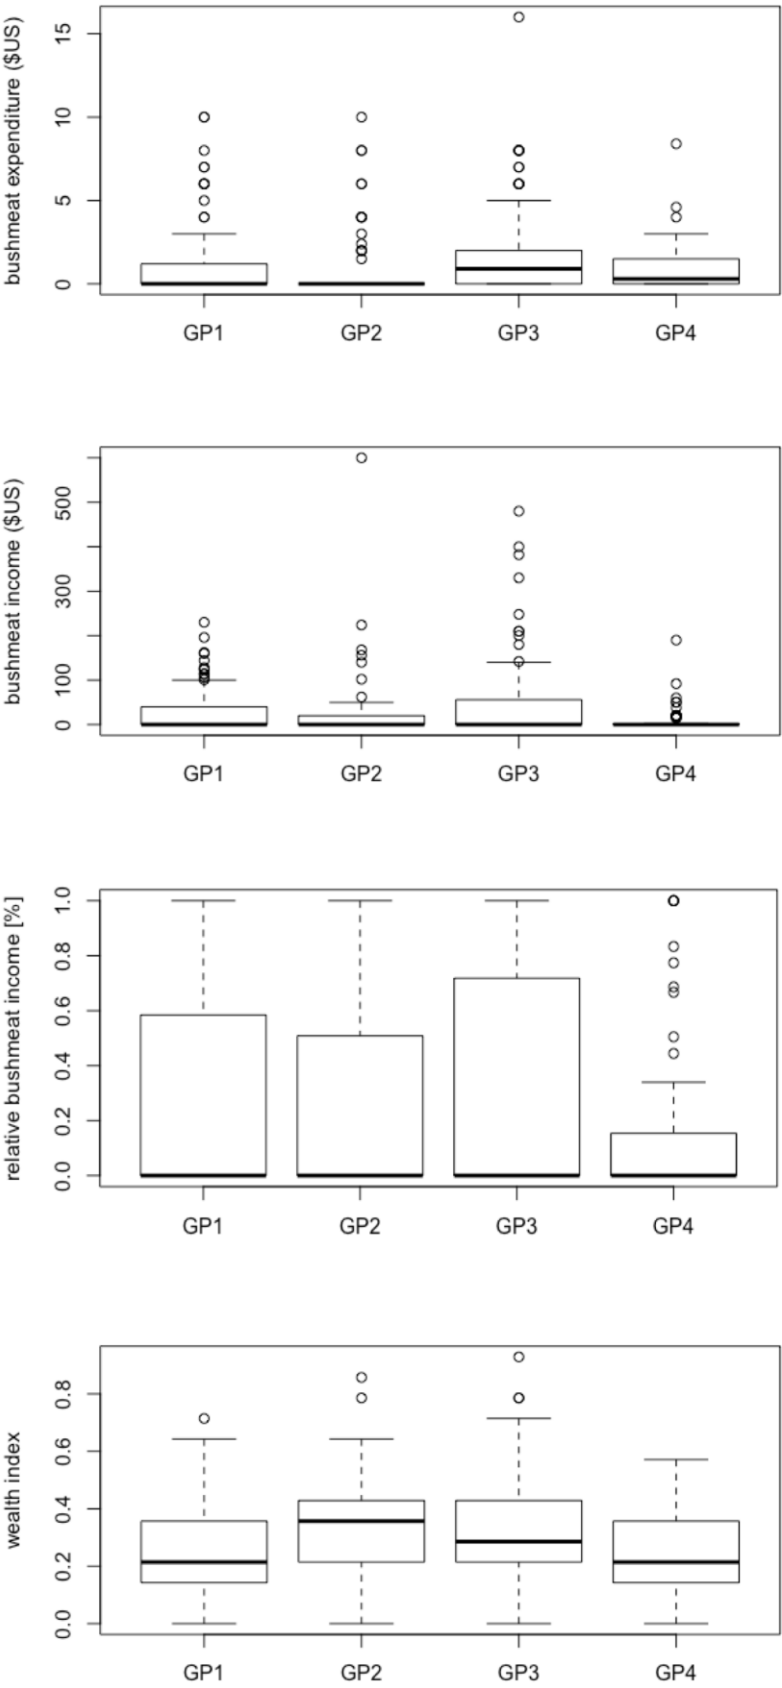 bushmeat expenditure ($US)
15
10
5
0
GP1 GP2 GP3 GP4
bushmeat income ($US)
500
300
100
0
GP1 GP2 GP3 GP4
relative bushmeat income [%]
1.0
0.8
0.6
0.4
0.2
0.0
GP1 GP2 GP3 GP4
wealth index
0.8
0.6
0.4
0.2
0.0
GP1 GP2 GP3 GP4